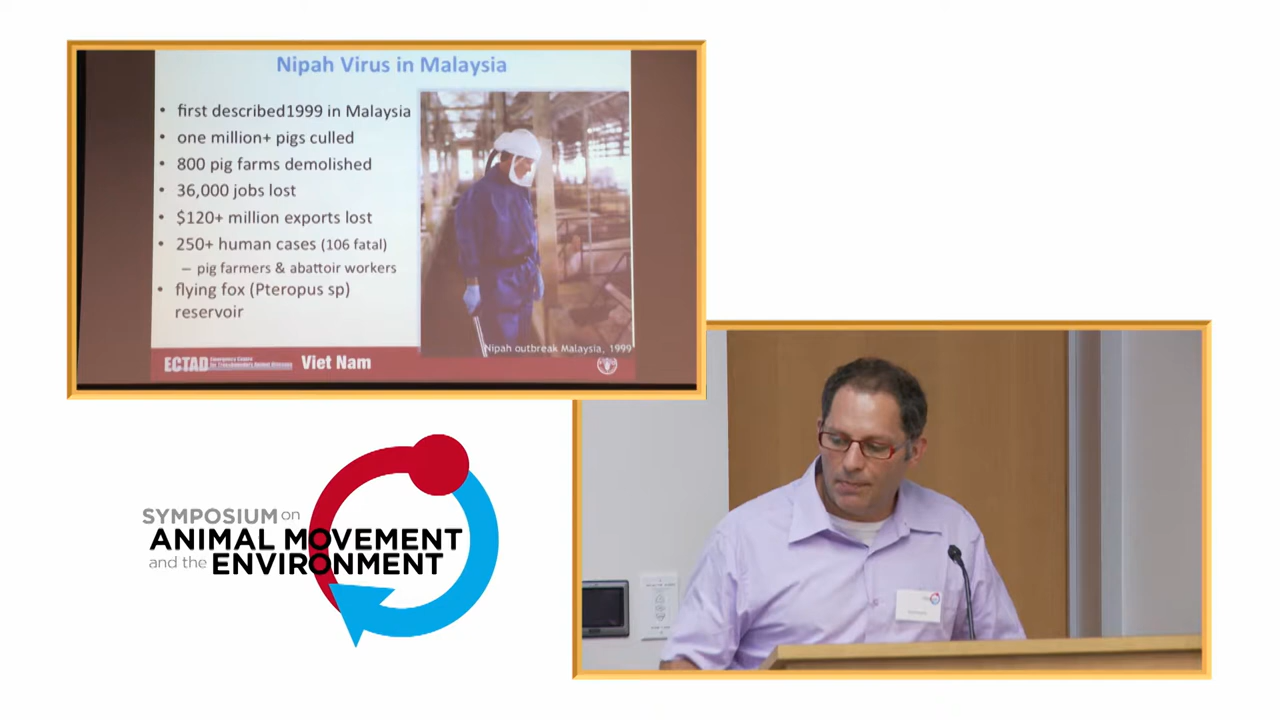 Nipah Virus in Malaysia
• first described1999 in Malaysia
• one million+ pigs culled
• 800 pig farms demolished
• 36,000 jobs lost
• $120+ million exports lost
• 250+ human cases (106 fatal)
– pig farmers & abattoir workers
• flying fox (Pteropus sp)
reservoir
Nipah outbreak Malaysia, 1999
ECTAD Emergency Centre
for Transboundary Animal Diseases
Viet Nam
SYMPOSIUM on
ANIMAL MOVEMENT
and the ENVIRONMENT